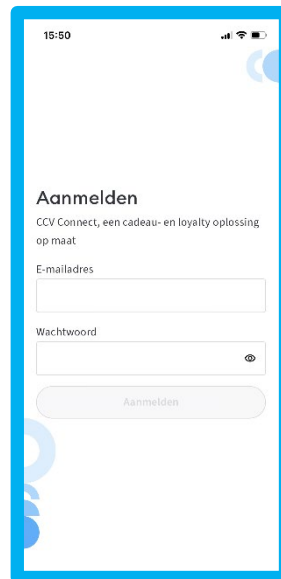 15:50
Aanmelden
CCV Connect, een cadeau- en loyalty oplossing
op maat
E-mailadres
Wachtwoord
Aanmelden